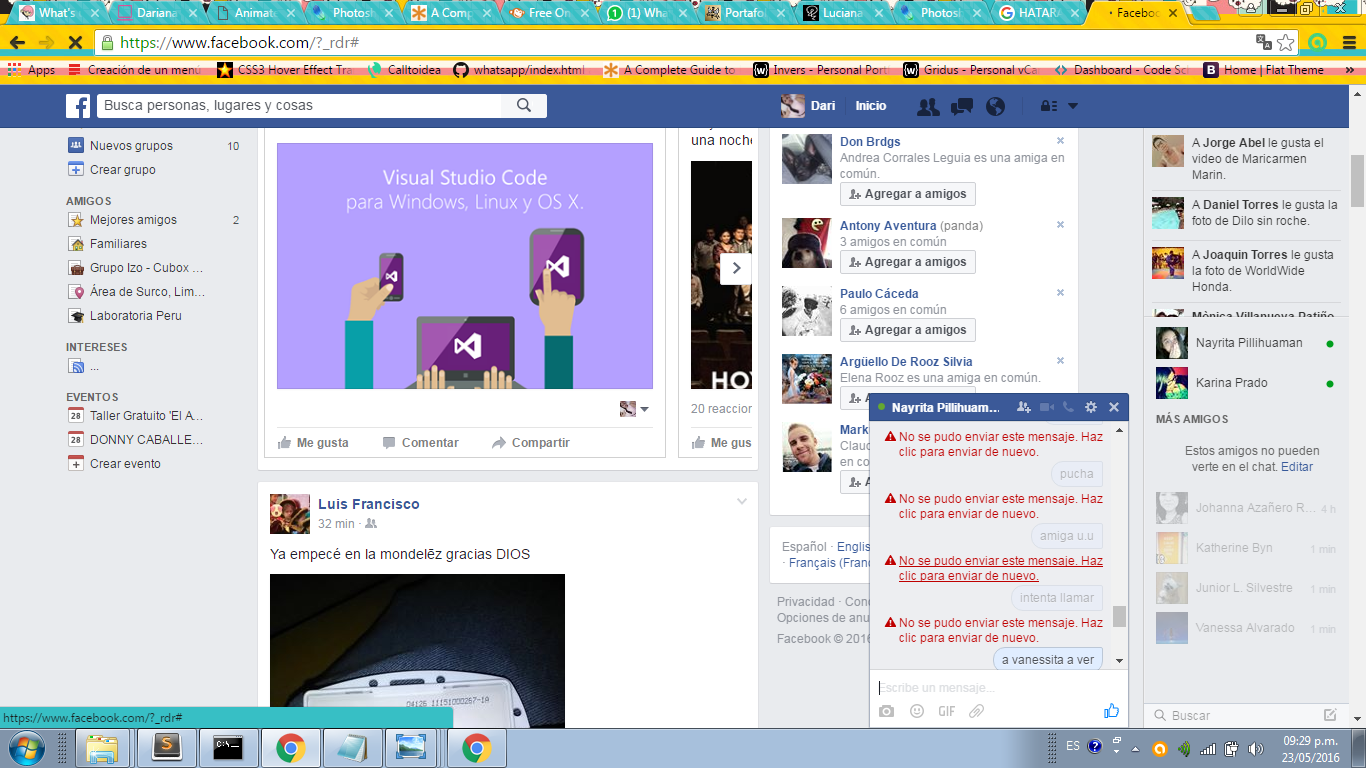 What's
Dariana
Animate
Photosh
A Comp
Free On
(1) Wha
Portafo
Luciana
Photosh
HATARA
Facebo
https://www.facebook.com/?_rdr#
Apps
Creación de un menú
CSS3 Hover Effect Tra
Calltoidea
whatsapp/index.html
A Complete Guide to
Invers - Personal Port
Gridus - Personal vCa
Dashboard - Code Sc
Home | Flat Theme
»
Busca personas, lugares y cosas
Dari
Inicio
Nuevos grupos 10
Crear grupo
AMIGOS
Mejores amigos 2
Familiares
Grupo Izo - Cubox ...
Área de Surco, Lim...
Laboratoria Peru
INTERESES
...
EVENTOS
28 Taller Gratuito 'El A...
28 DONNY CABALLE...
Crear evento
Visual Studio Code
para Windows, Linux y OS X.
Me gusta
Comentar
Compartir
una noche
HOY
20 reaccion
Me gus
Luis Francisco
32 min ·
Ya empecé en la mondelēz gracias DIOS
04126 11151000267-1A
Don Brdgs
Andrea Corrales Leguia es una amiga en
común.
Agregar a amigos
Antony Aventura (panda)
3 amigos en común
Agregar a amigos
Paulo Cáceda
6 amigos en común
Agregar a amigos
Argüello De Rooz Silvia
Elena Rooz es una amiga en común.
A
Mark
Clau
en co
A
Español · Englis
· Français (Franc
Privacidad · Cond
Opciones de anu
Facebook © 2016
Nayrita Pillihuam...
No se pudo enviar este mensaje. Haz
clic para enviar de nuevo.
pucha
No se pudo enviar este mensaje. Haz
clic para enviar de nuevo.
amiga u.u
No se pudo enviar este mensaje. Haz
clic para enviar de nuevo.
intenta llamar
No se pudo enviar este mensaje. Haz
clic para enviar de nuevo.
a vanessita a ver
Escribe un mensaje...
GIF
A Jorge Abel le gusta el
video de Maricarmen
Marin.
A Daniel Torres le gusta la
foto de Dilo sin roche.
A Joaquin Torres le gusta
la foto de WorldWide
Honda.
Mònica Villanueva Patiño
Nayrita Pillihuaman
Karina Prado
MÁS AMIGOS
Estos amigos no pueden
verte en el chat. Editar
Johanna Azañero R... 4 h
Katherine Byn 1 min
Junior L. Silvestre 1 min
Vanessa Alvarado 1 min
Buscar
https://www.facebook.com/?_rdr#
C:\
ES
09:29 p.m.
23/05/2016